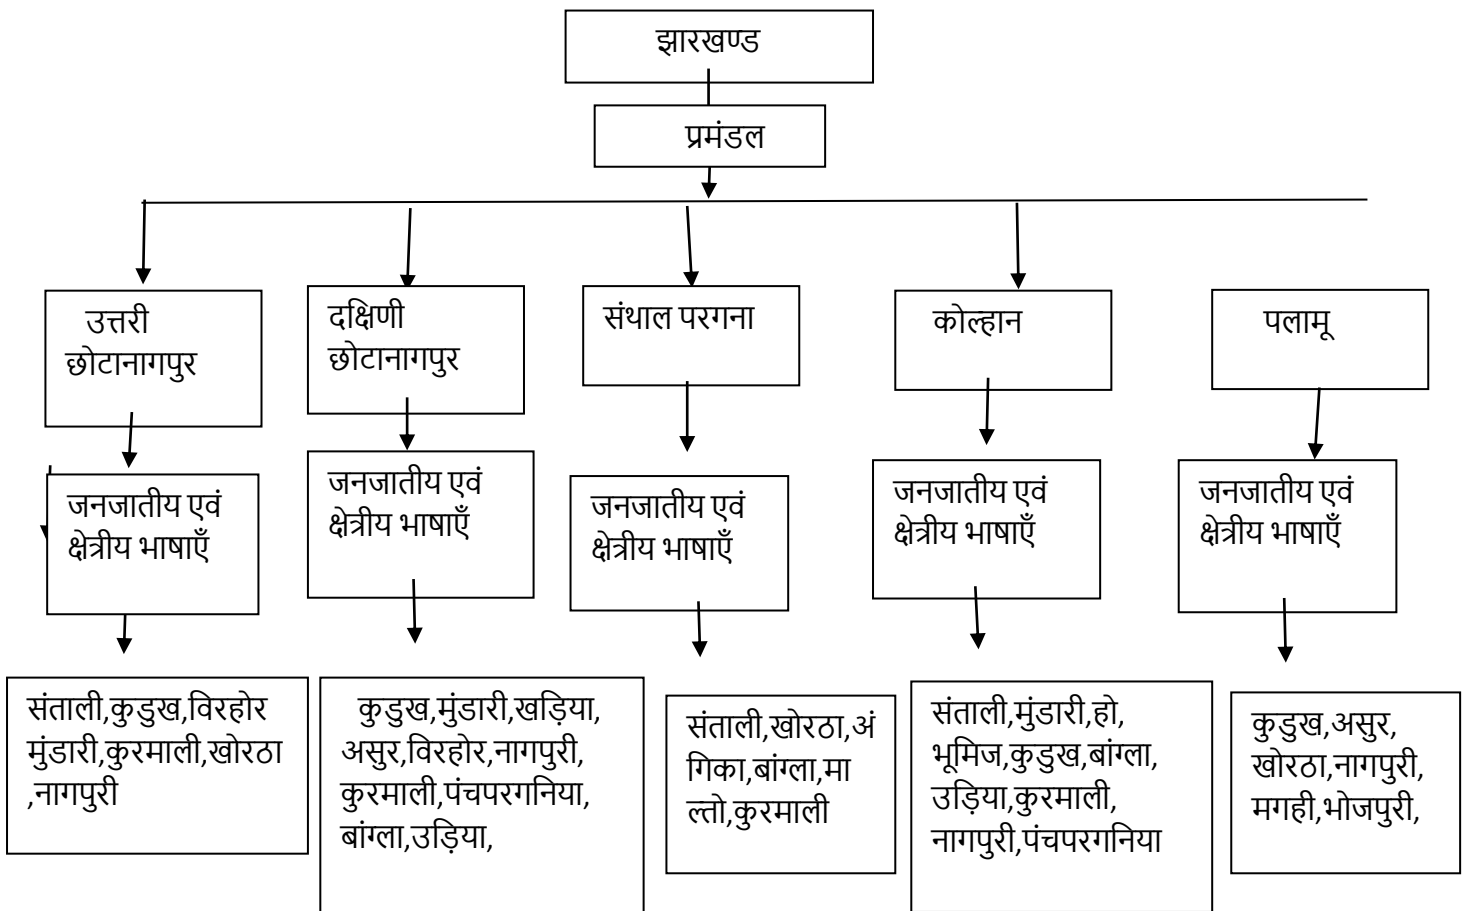 झारखण्ड
प्रमंडल
उत्तरी
छोटानागपुर
दक्षिणी
छोटानागपुर
संथाल परगना
कोल्हान
पलामू
जनजातीय एवं
क्षेत्रीय भाषाएँ
जनजातीय एवं
क्षेत्रीय भाषाएँ
जनजातीय एवं
क्षेत्रीय भाषाएँ
जनजातीय एवं
क्षेत्रीय भाषाएँ
जनजातीय एवं
क्षेत्रीय भाषाएँ
संताली,कुडुख,विरहोर
मुंडारी,कुरमाली,खोरठा
,नागपुरी
कुडुख,मुंडारी,खड़िया,
असुर,विरहोर,नागपुरी,
कुरमाली,पंचपरगनिया,
बांग्ला,उड़िया,
संताली,खोरठा,अं
गिका,बांग्ला,मा
ल्तो,कुरमाली
संताली,मुंडारी,हो,
भूमिज,कुडुख,बांग्ला,
उड़िया,कुरमाली,
नागपुरी,पंचपरगनिया
कुडुख,असुर,
खोरठा,नागपुरी,
मगही,भोजपुरी,